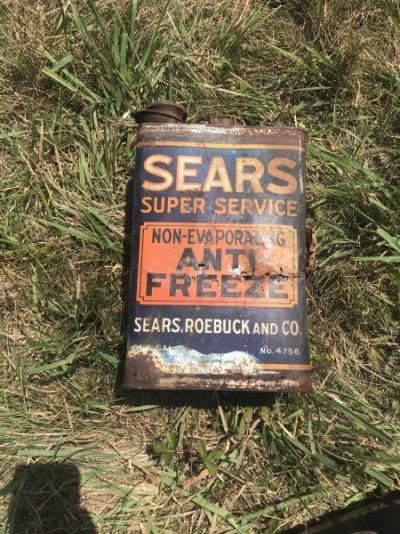 SEARS
SUPER SERVICE
NON-EVAPORATING
ANTI
FREEZE
SEARS, ROEBUCK AND CO.
No. 4756